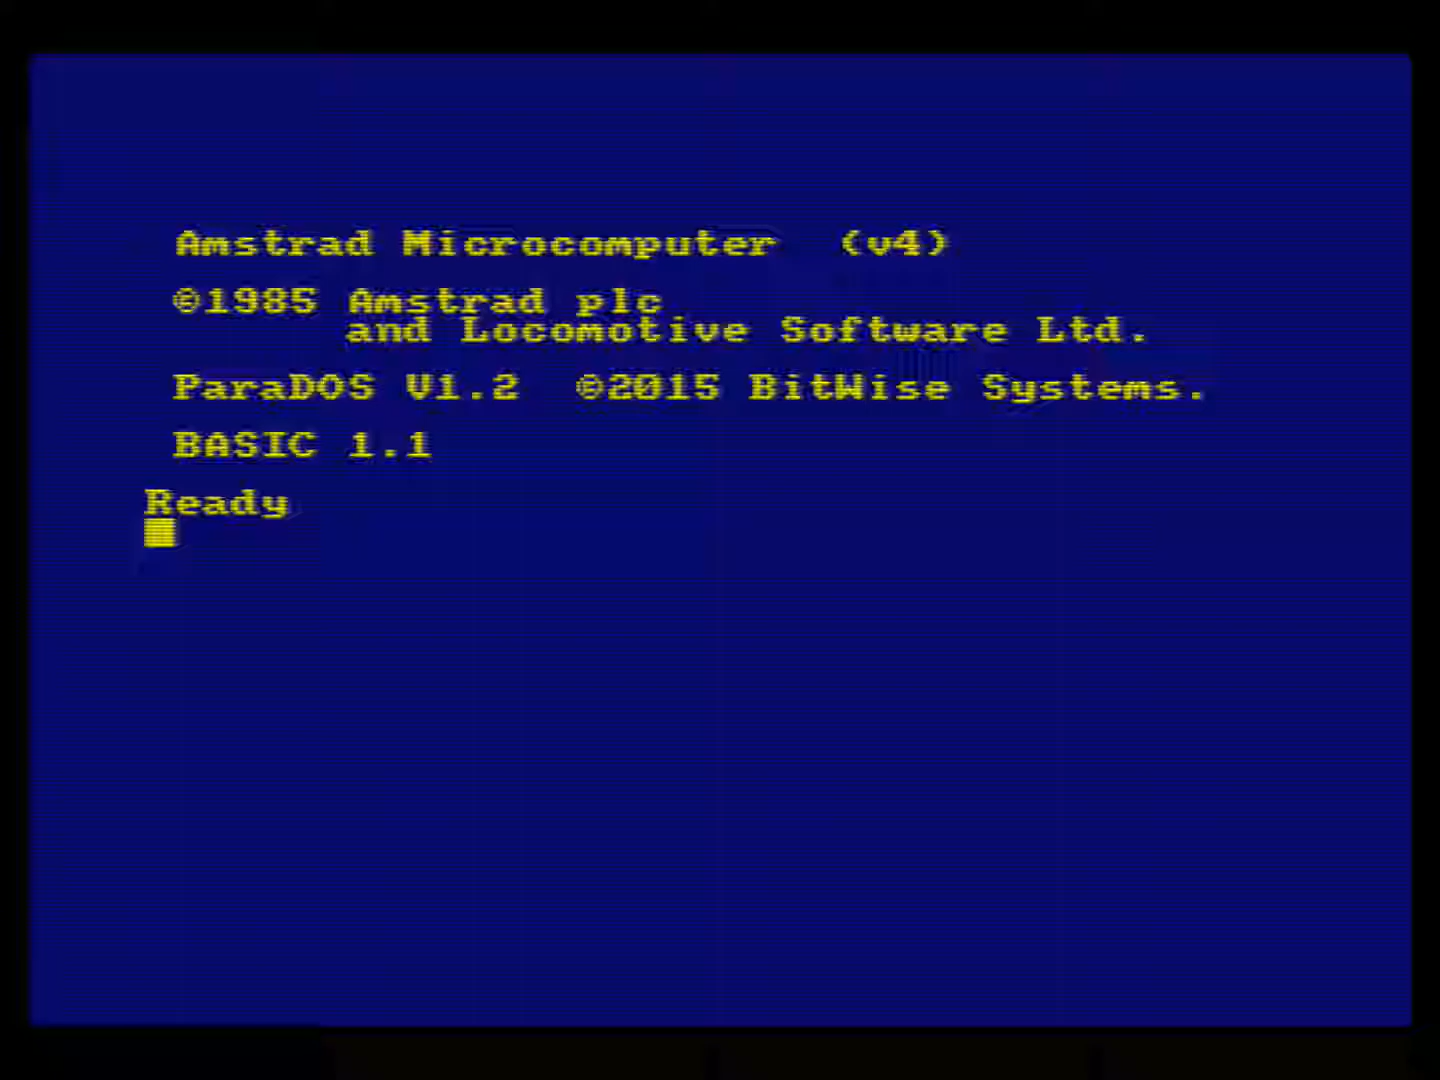 Amstrad Microcomputer  (v4)
©1985 Amstrad plc
and Locomotive Software Ltd.
ParaDOS V1.2  ©2015 BitWise Systems.
BASIC 1.1
Ready